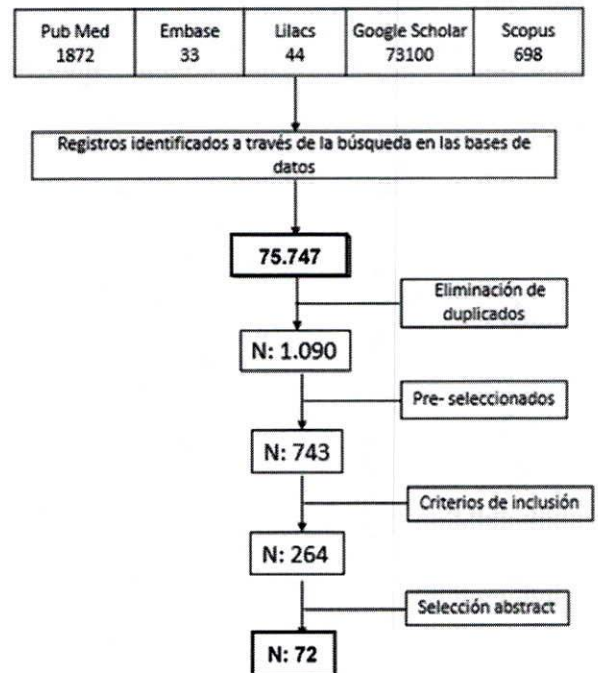 Pub Med
1872
Embase
33
Lilacs
44
Google Scholar
73100
Scopus
698
Registros identificados a través de la búsqueda en las bases de
datos
75.747
Eliminación de
duplicados
N: 1.090
Pre- seleccionados
N: 743
Criterios de inclusión
N: 264
Selección abstract
N: 72